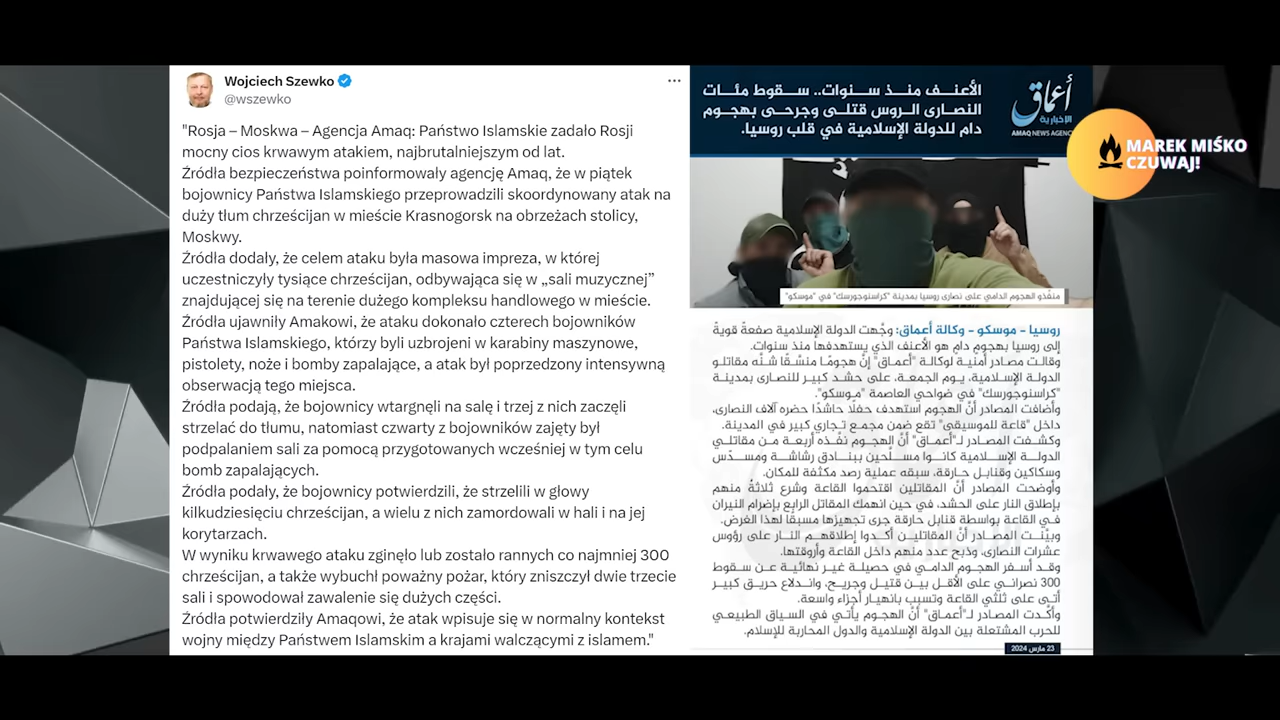 Wojciech Szewko
@wszewko
"Rosja – Moskwa – Agencja Amaq: Państwo Islamskie zadało Rosji
mocny cios krwawym atakiem, najbrutalniejszym od lat.
Źródła bezpieczeństwa poinformowały agencję Amaq, że w piątek
bojownicy Państwa Islamskiego przeprowadzili skoordynowany atak na
duży tłum chrześcijan w mieście Krasnogorsk na obrzeżach stolicy,
Moskwy.
Źródła dodały, że celem ataku była masowa impreza, w której
uczestniczyły tysiące chrześcijan, odbywająca się w „sali muzycznej”
znajdującej się na terenie dużego kompleksu handlowego w mieście.
Źródła ujawniły Amakowi, że ataku dokonało czterech bojowników
Państwa Islamskiego, którzy byli uzbrojeni w karabiny maszynowe,
pistolety, noże i bomby zapalające, a atak był poprzedzony intensywną
obserwacją tego miejsca.
Źródła podają, że bojownicy wtargnęli na salę i trzej z nich zaczęli
strzelać do tłumu, natomiast czwarty z bojowników zajęty był
podpalaniem sali za pomocą przygotowanych wcześniej w tym celu
bomb zapalających.
Źródła podały, że bojownicy potwierdzili, że strzelili w głowy
kilkudziesięciu chrześcijan, a wielu z nich zamordowali w hali i na jej
korytarzach.
W wyniku krwawego ataku zginęło lub zostało rannych co najmniej 300
chrześcijan, a także wybuchł poważny pożar, który zniszczył dwie trzecie
sali i spowodował zawalenie się dużych części.
Źródła potwierdziły Amaqowi, że atak wpisuje się w normalny kontekst
wojny między Państwem Islamskim a krajami walczącymi z islamem."
الأعنف منذ سنوات.. سقوط مئات
النصارى الروس قتلى وجرحى بهجوم
دام للدولة الإسلامية في قلب روسيا.
أعماق
الإخبارية
AMAQ NEWS AGENC
MAREK MIŚKO
CZUWAJ!
منفذو الهجوم الدامي على نصارى روسيا بمدينة "كراسنوجورسك" في "موسكو"
روسيا - موسكو - وكالة أعماق: وجّهت الدولة الإسلامية صفعةً قويةً
إلى روسيا بهجوم دام هو الأعنف الذي يستهدفها منذ سنوات.
وقالت مصادر أمنية لوكالة "أعماق" إنّ هجومًا منسّقًا شنّه مقاتلو
الدولة الإسلامية، يوم الجمعة، على حشد كبير للنصارى بمدينة
"كراسنوجورسك" في ضواحي العاصمة "موسكو".
وأضافت المصادر أنّ الهجوم استهدف حفلًا حاشدًا حضره آلاف النصارى،
داخل "قاعة للموسيقى" تقع ضمن مجمع تجاري كبير في المدينة.
وكشفت المصادر لـ"أعماق" أنّ الهجوم نفّذه أربعة من مقاتلي
الدولة الإسلامية كانوا مسلّحين ببنادق رشاشة ومسدّس
وسكاكين وقنابل حارقة، سبقه عملية رصد مكثفة للمكان.
وأوضحت المصادر أنّ المقاتلين اقتحموا القاعة وشرع ثلاثةٌ منهم
بإطلاق النار على الحشد، في حين انهمك المقاتل الرابع بإضرام النيران
في القاعة بواسطة قنابل حارقة جرى تجهيزها مسبقًا لهذا الغرض.
وبيّنت المصادر أنّ المقاتلين أكدوا إطلاقهم النار على رؤوس
عشرات النصارى، وذبح عدد منهم داخل القاعة وأروقتها.
وقد أسفر الهجوم الدامي في حصيلة غير نهائية عن سقوط
300 نصراني على الأقل بين قتيل وجريح، واندلاع حريق كبير
أتى على ثلثي القاعة وتسبب بانهيار أجزاء واسعة.
وأكّدت المصادر لـ"أعماق" أنّ الهجوم يأتي في السياق الطبيعي
للحرب المشتعلة بين الدولة الإسلامية والدول المحاربة للإسلام.
23 مارس 2024